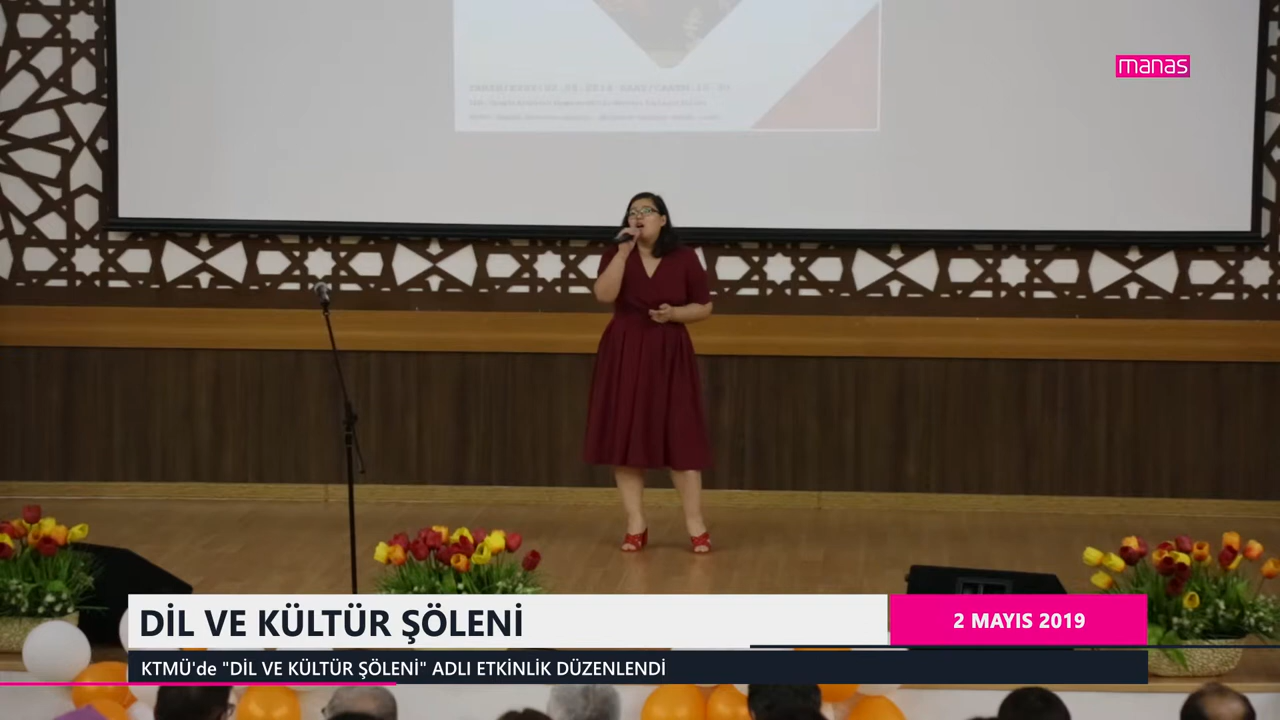 manas
DİL VE KÜLTÜR ŞÖLENİ
2 MAYIS 2019
KTMÜ'de "DİL VE KÜLTÜR ŞÖLENİ" ADLI ETKİNLİK DÜZENLENDİ